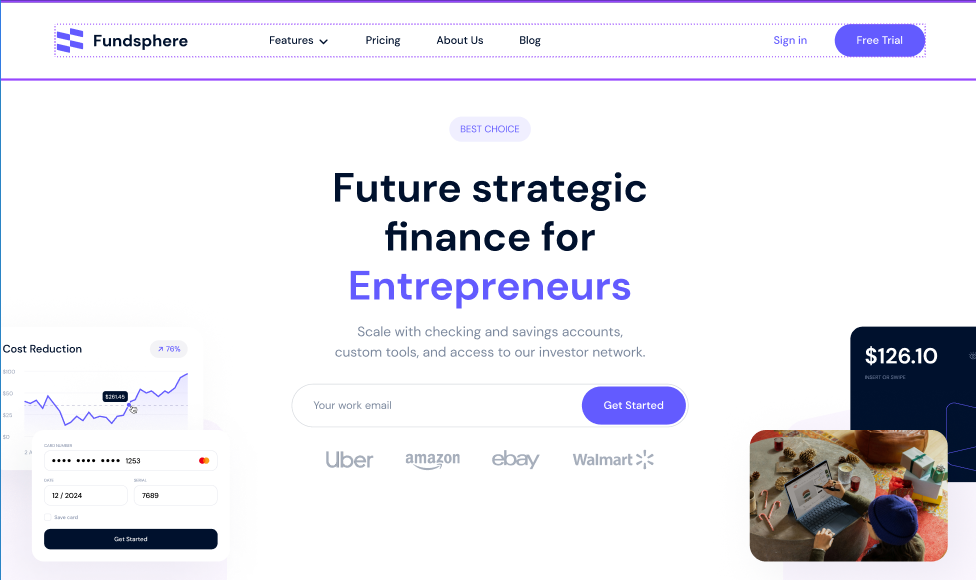 Fundsphere
Features
Pricing
About Us
Blog
Sign in
Free Trial
BEST CHOICE
Future strategic
finance for
Entrepreneurs
Scale with checking and savings accounts,
custom tools, and access to our investor network.
Your work email
Get Started
Uber
amazon
ebay
Walmart
Cost Reduction
76%
$100
$50
$25
$0
$261.45
CARD NUMBER
•••• •••• •••• 1253
DATE
12 / 2024
7689
Save card
Get Started
$126.10
INSERT OR SWIPE